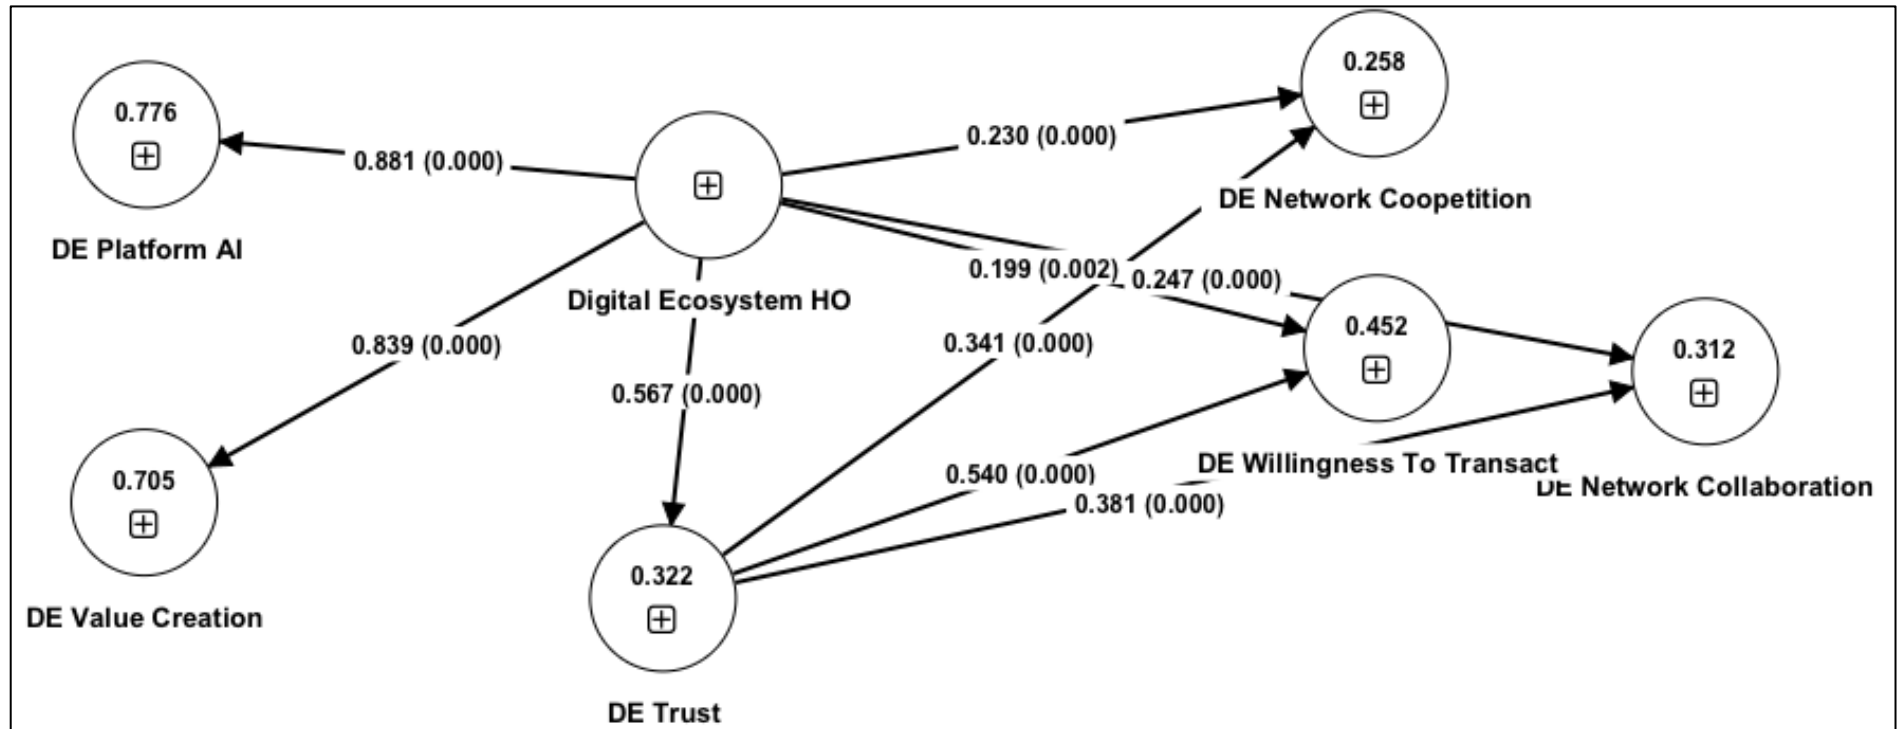 0.258
0.776
0.230 (0.000)
0.881 (0.000)
DE Network Coopetition
DE Platform AI
0.199 (0.002)
0.247 (0.000)
Digital Ecosystem HO
0.452
0.839 (0.000)
0.341 (0.000)
0.312
0.567 (0.000)
DE Willingness To Transact
0.540 (0.000)
0.705
DE Network Collaboration
0.381 (0.000)
0.322
DE Value Creation
DE Trust